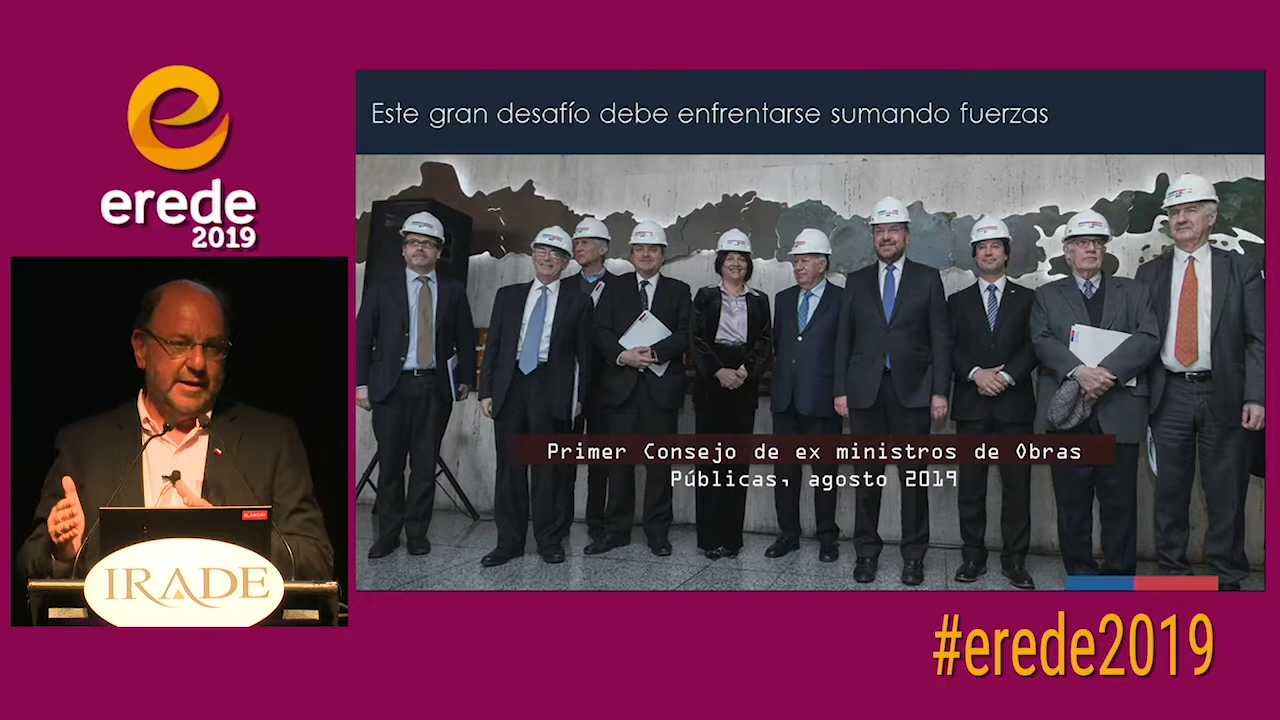 erede
2019
Este gran desafío debe enfrentarse sumando fuerzas
Primer Consejo de ex ministros de Obras
Públicas, agosto 2019
IRADE
#erede2019